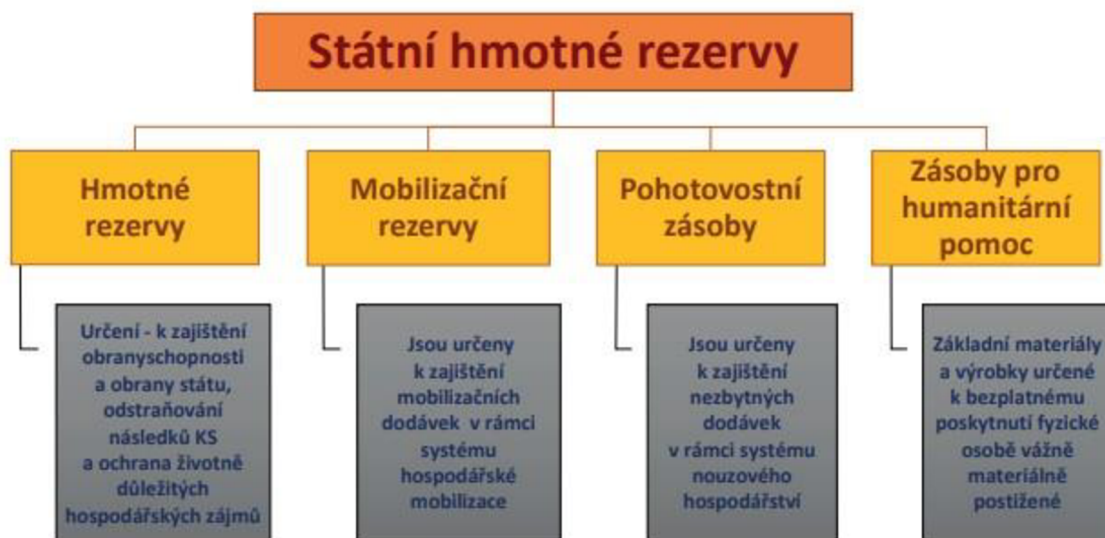 Státní hmotné rezervy
Hmotné
rezervy
Mobilizační
rezervy
Pohotovostní
zásoby
Zásoby pro
humanitární
pomoc
Určení - k zajištění
obranyschopnosti
a obrany státu,
odstraňování
následků KS
a ochrana životně
důležitých
hospodářských zájmů
Jsou určeny
k zajištění
mobilizačních
dodávek v rámci
systému
hospodářské
mobilizace
Jsou určeny
k zajištění
nezbytných
dodávek
v rámci systému
nouzového
hospodářství
Základní materiály
a výrobky určené
k bezplatnému
poskytnutí fyzické
osobě vážně
materiálně
postižené